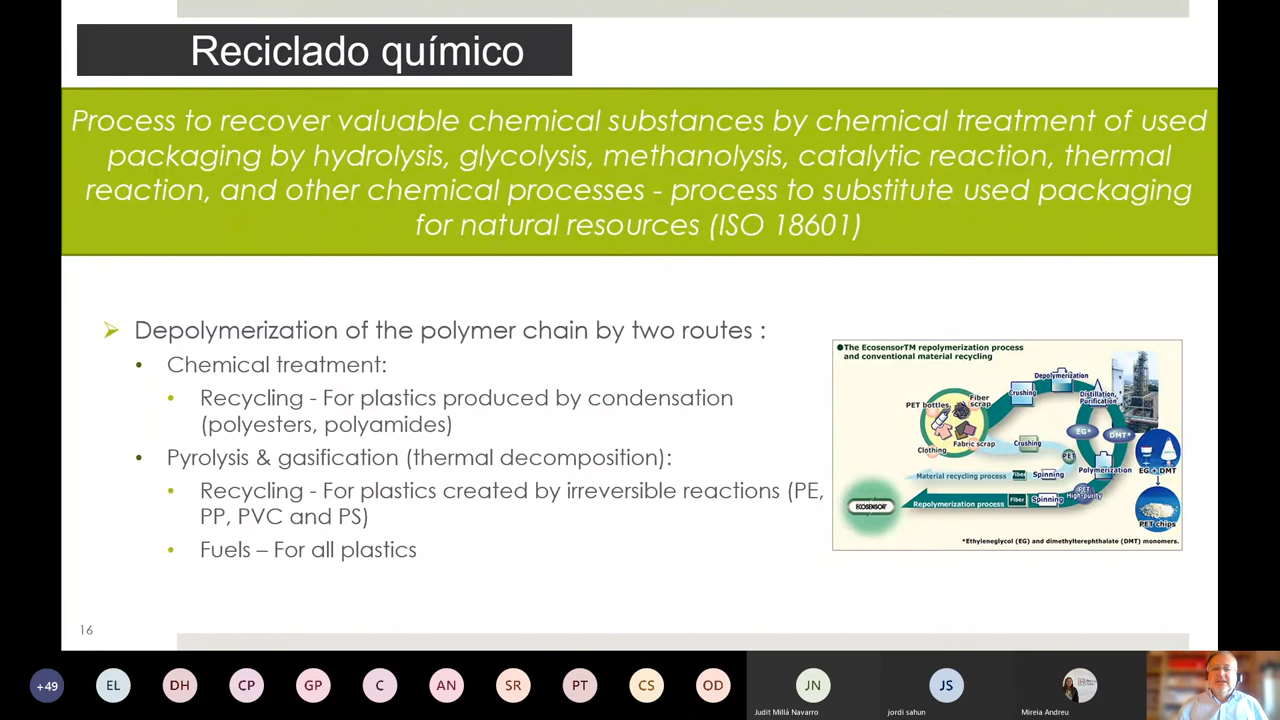 Reciclado químico
Process to recover valuable chemical substances by chemical treatment of used
packaging by hydrolysis, glycolysis, methanolysis, catalytic reaction, thermal
reaction, and other chemical processes - process to substitute used packaging
for natural resources (ISO 18601)
Depolymerization of the polymer chain by two routes :
• Chemical treatment:
• Recycling - For plastics produced by condensation
(polyesters, polyamides)
• Pyrolysis & gasification (thermal decomposition):
• Recycling - For plastics created by irreversible reactions (PE,
PP, PVC and PS)
• Fuels – For all plastics
●The EcosensorTM repolymerization process
and conventional material recycling
Depolymerization
Crushing
Distillation,
Purification
PET bottles
Fiber
scrap
Fabric scrap
Clothing
Crushing
EG*
DMT*
PET
Polymerization
EG + DMT
Material recycling process
Fiber
Spinning
PET
High-purity
ECOSENSOR
Repolymerization process
Fiber
Spinning
PET chips
*Ethyleneglycol (EG) and dimethylterephthalate (DMT) monomers.
16
+49
EL
DH
CP
GP
C
AN
SR
PT
CS
OD
JN
Judit Millá Navarro
JS
jordi sahun
Mireia Andreu